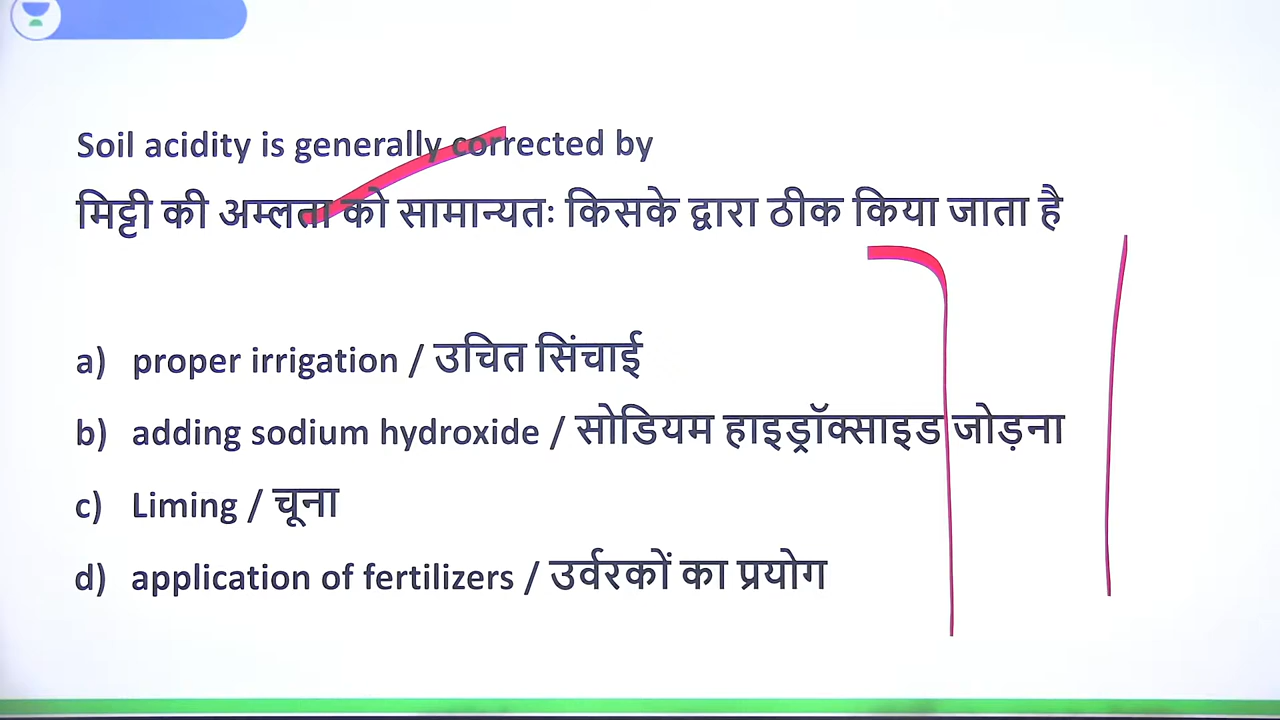 Soil acidity is generally corrected by
मिट्टी की अम्लता को सामान्यतः किसके द्वारा ठीक किया जाता है
a) proper irrigation / उचित सिंचाई
b) adding sodium hydroxide / सोडियम हाइड्रॉक्साइड जोड़ना
c) Liming / चूना
d) application of fertilizers / उर्वरकों का प्रयोग